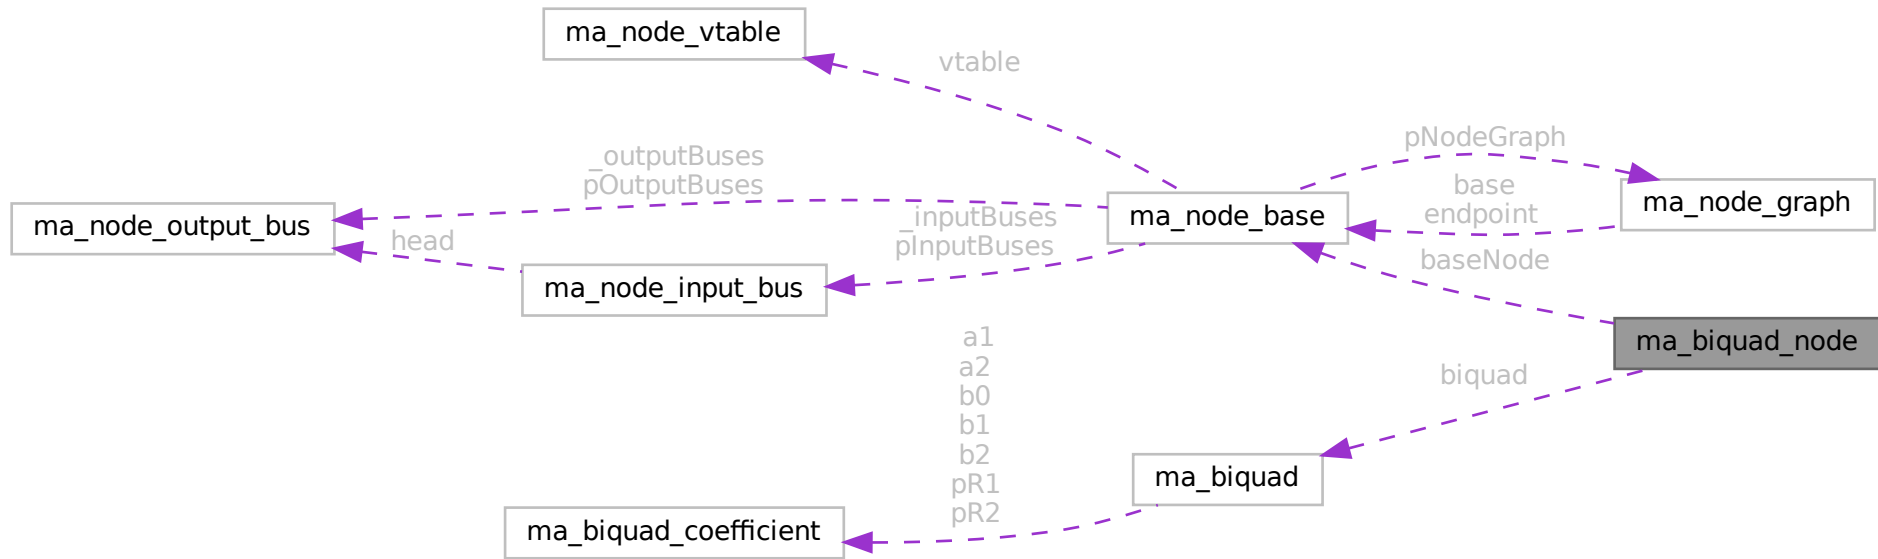 ma_node_vtable
vtable
pNodeGraph
_outputBuses
pOutputBuses
base
endpoint
ma_node_graph
ma_node_base
ma_node_output_bus
head
_inputBuses
pInputBuses
baseNode
ma_node_input_bus
ma_biquad_node
a1
a2
b0
b1
b2
pR1
pR2
biquad
ma_biquad
ma_biquad_coefficient